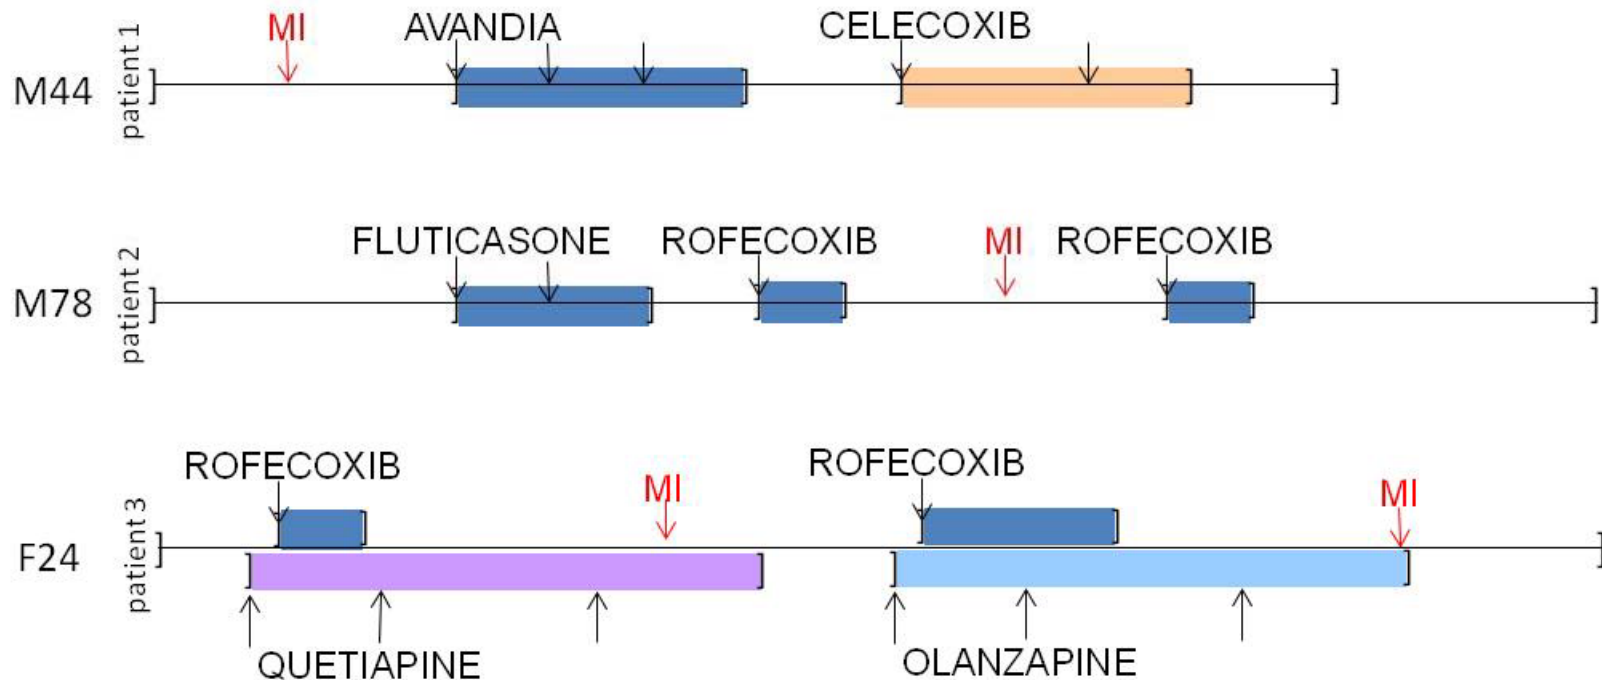 MI AVANDIA CELECOXIB
M44 patient 1
FLUTICASONE ROFECOXIB MI ROFECOXIB
M78 patient 2
ROFECOXIB MI ROFECOXIB MI
F24 patient 3
QUETIAPINE OLANZAPINE